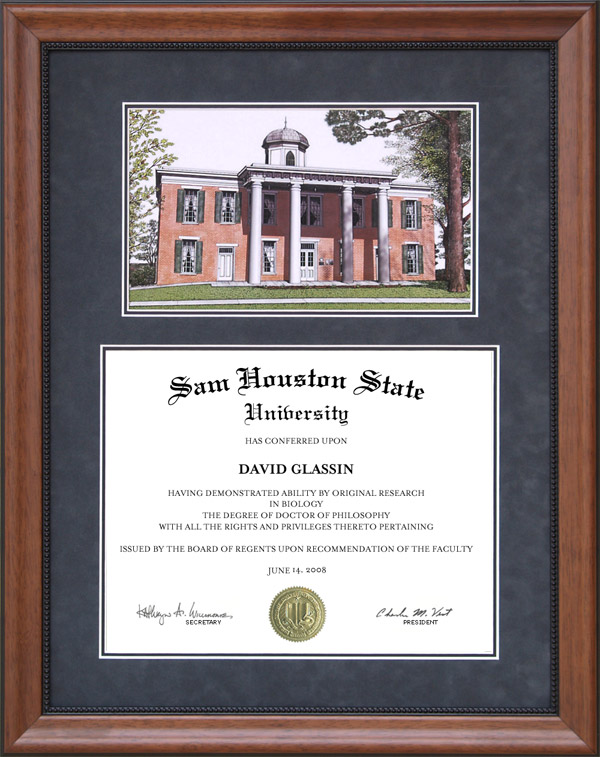 Sam Houston State
University
HAS CONFERRED UPON
DAVID GLASSIN
HAVING DEMONSTRATED ABILITY BY ORIGINAL RESEARCH
IN BIOLOGY
THE DEGREE OF DOCTOR OF PHILOSOPHY
WITH ALL THE RIGHTS AND PRIVILEGES THERETO PERTAINING
ISSUED BY THE BOARD OF REGENTS UPON RECOMMENDATION OF THE FACULTY
JUNE 14, 2008
SECRETARY
Charles M. Vest
PRESIDENT